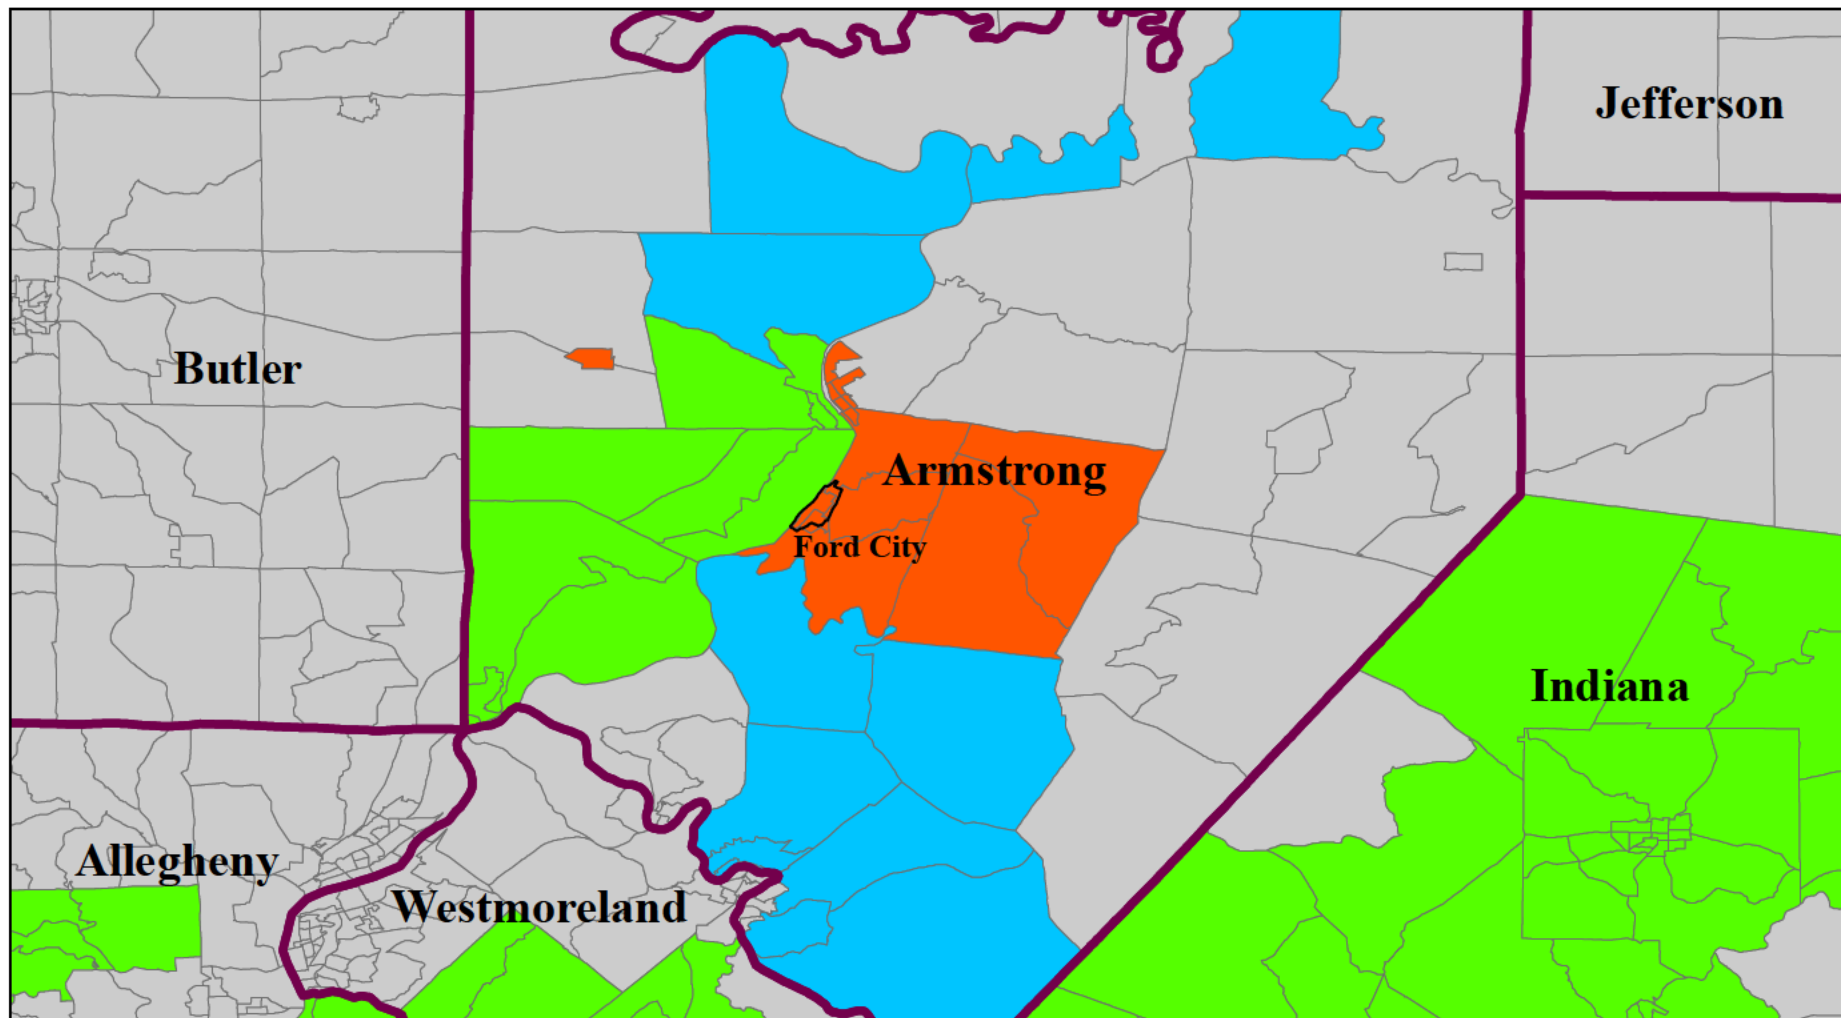 Jefferson
Butler
Armstrong
Ford City
Indiana
Allegheny
Westmoreland